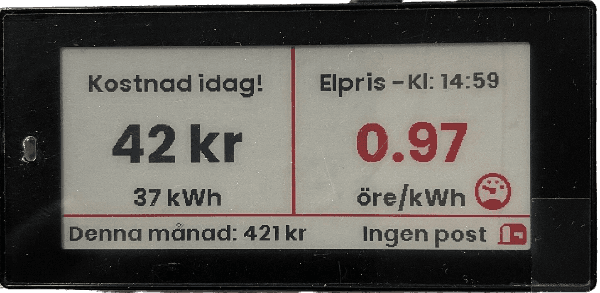 Kostnad idag!
42 kr
37 kWh
Elpris - Kl: 14:59
0.97
öre/kWh
Denna månad: 421 kr
Ingen post